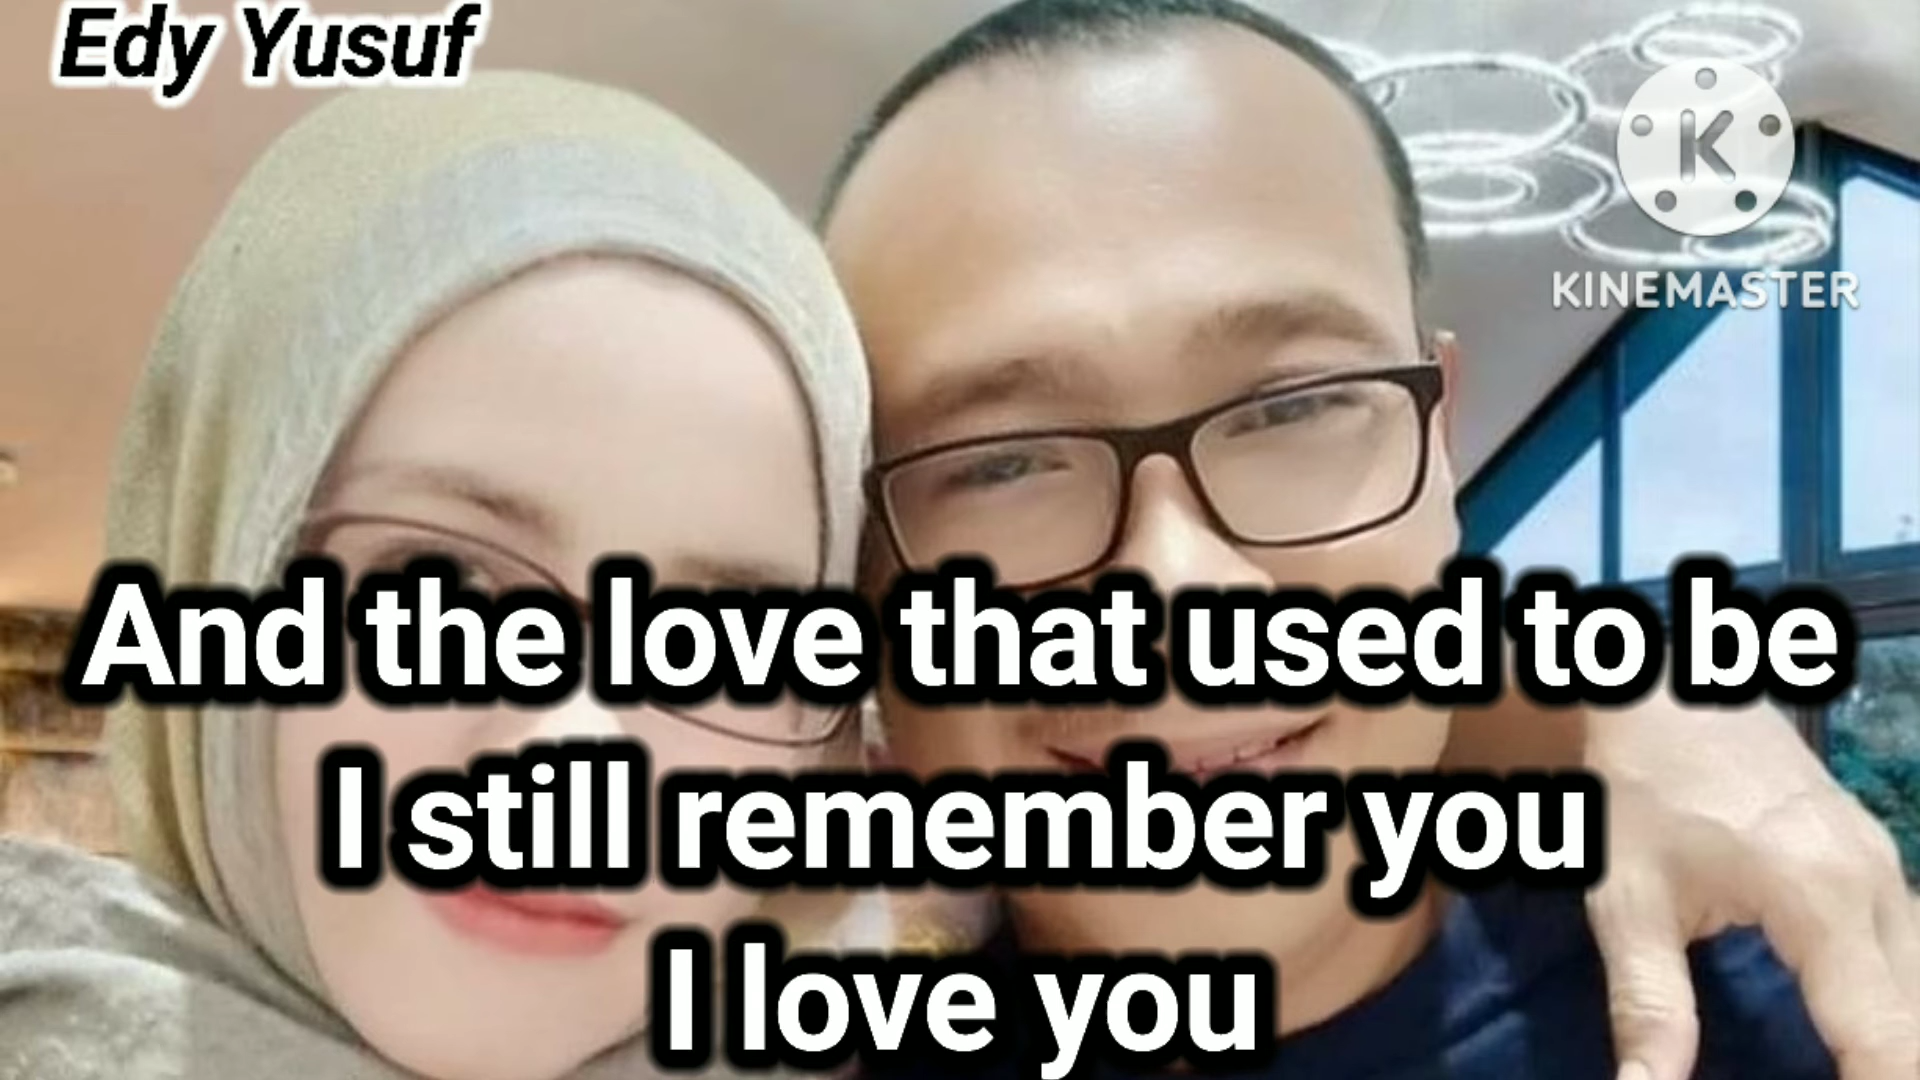 Edy Yusuf
K
KINEMASTER
And the love that used to be
I still remember you
I love you